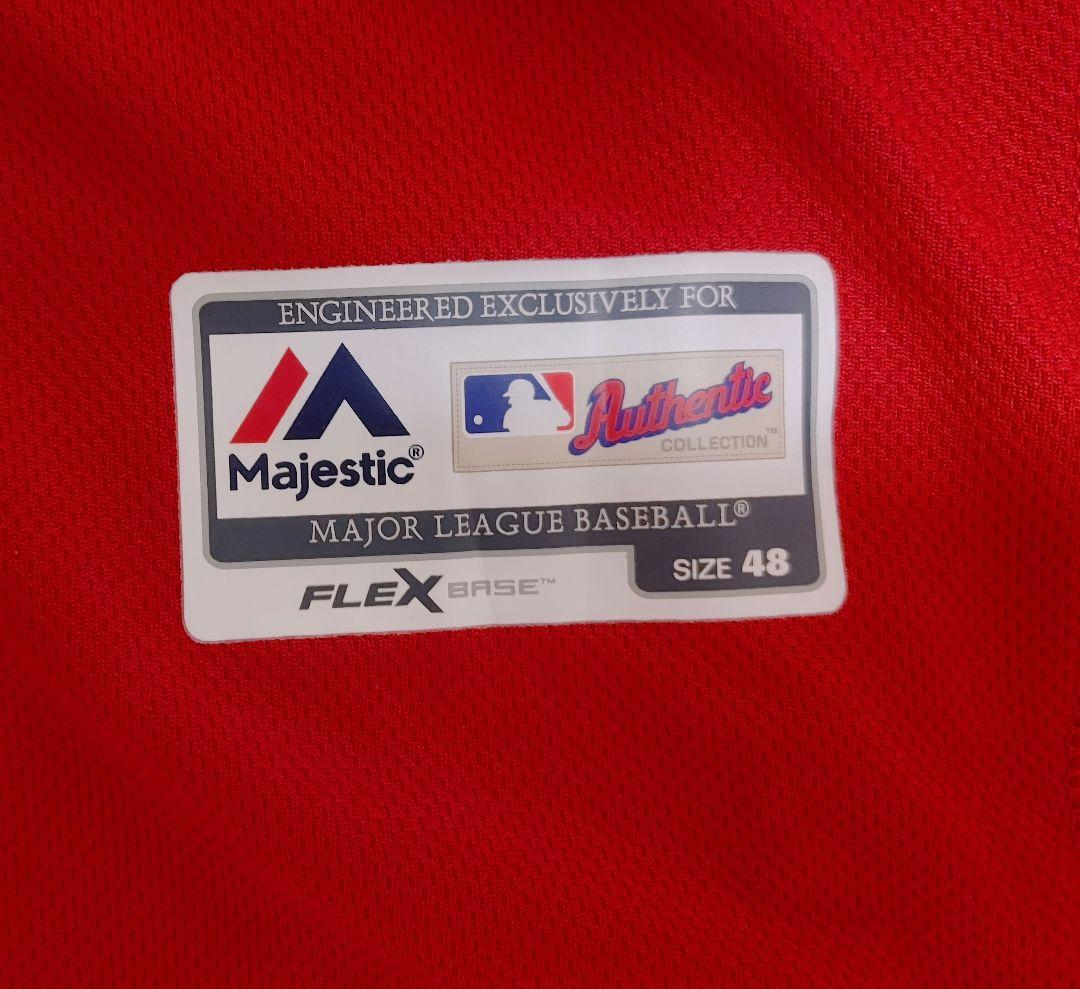 ENGINEERED EXCLUSIVELY FOR
Majestic®
Authentic
COLLECTION™
MAJOR LEAGUE BASEBALL®
SIZE 48
FLEXBASE™